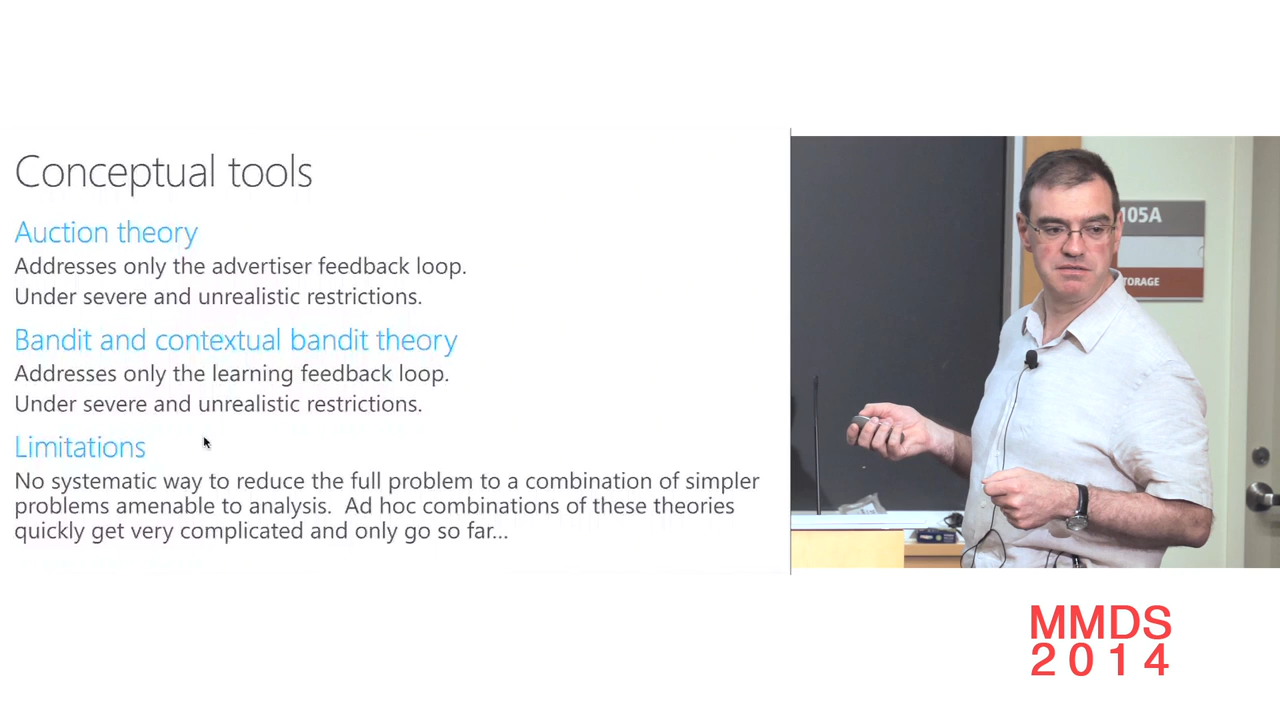 Conceptual tools
Auction theory
Addresses only the advertiser feedback loop.
Under severe and unrealistic restrictions.
Bandit and contextual bandit theory
Addresses only the learning feedback loop.
Under severe and unrealistic restrictions.
Limitations
No systematic way to reduce the full problem to a combination of simpler
problems amenable to analysis.  Ad hoc combinations of these theories
quickly get very complicated and only go so far...
105A
TORAGE
MMDS
2014